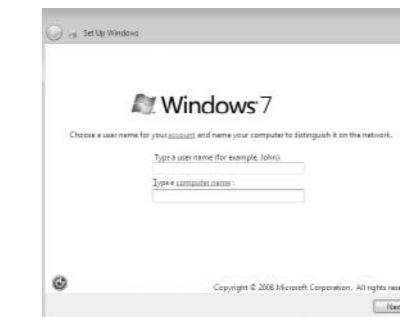 Set Up Windows
Windows 7
Choose a user name for your account and name your computer to distinguish it on the network.
Type a user name (for example, John):
Type a computer name :
Copyright © 2008 Microsoft Corporation. All rights rese
Nex